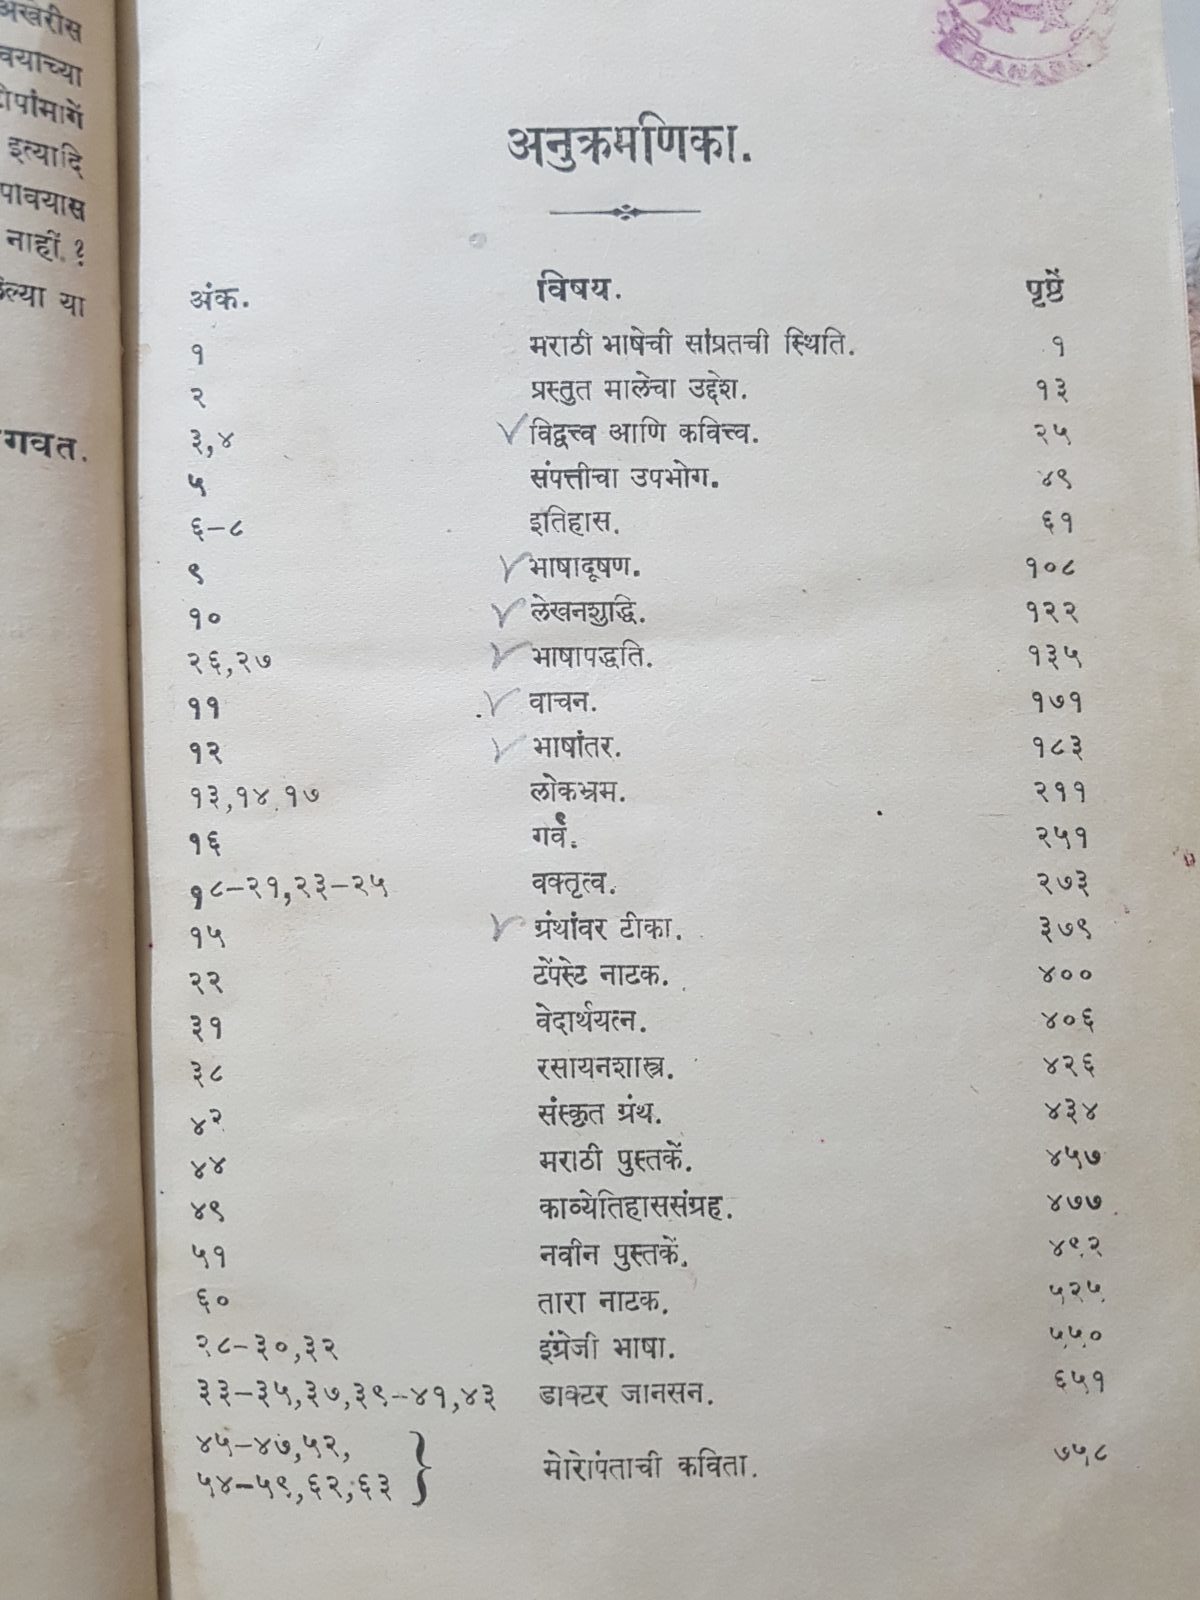 अखेरीस
वयाच्या
इत्यादि
नाहीं ?
ल्या या
गवत.
RANADE
अनुक्रमणिका.
अंक. विषय. पृष्ठें
१ मराठी भाषेची सांप्रतची स्थिति. १
२ प्रस्तुत मालेचा उद्देश. १३
३,४ विद्वत्त्व आणि कवित्त्व. २५
५ संपत्तीचा उपभोग. ४९
६–८ इतिहास. ६१
९ भाषादूषण. १०८
१० लेखनशुद्धि. १२२
२६,२७ भाषापद्धति. १३५
११ वाचन. १७१
१२ भाषांतर. १८३
१३,१४ १७ लोकभ्रम. २११
१६ गर्व. २५१
१८–२१,२३–२५ वक्तृत्व. २७३
१५ ग्रंथांवर टीका. ३७९
२२ टेंपेस्ट नाटक. ४००
३१ वेदार्थयत्न. ४०६
३८ रसायनशास्त्र. ४२६
४२ संस्कृत ग्रंथ. ४३४
४४ मराठी पुस्तकें. ४५७
४९ काव्येतिहाससंग्रह. ४७७
५१ नवीन पुस्तकें. ४९२
६० तारा नाटक. ५२५
२८–३०,३२ इंग्रेजी भाषा. ५५०
३३–३५,३७,३९–४१,४३ डाक्टर जानसन. ६५१
४५–४७,५२,
५४–५९,६२,६३ } मोरोपंताची कविता. ७५८